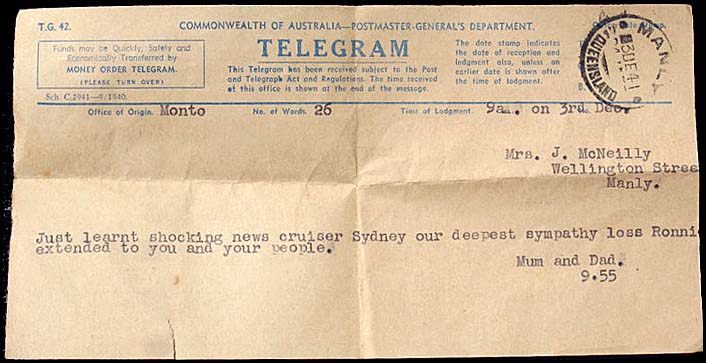 T.G. 42. COMMONWEALTH OF AUSTRALIA—POSTMASTER-GENERAL'S DEPARTMENT.
TELEGRAM
Funds may be Quickly, Safely and
Economically Transferred by
MONEY ORDER TELEGRAM.
(PLEASE TURN OVER)
Sch. C.2941—9/1940.
This Telegram has been received subject to the Post
and Telegraph Act and Regulations. The time received
at this office is shown at the end of the message.
The date stamp indicates
the date of reception and
lodgment also, unless an
earlier date is shown after
the time of lodgment.
MANLY
3DE41
QUEENSLAND
Office of Origin. Monto No. of Words. 26 Time of Lodgment. 9am. on 3rd Dec.
Mrs. J. McNeilly
Wellington Stree
Manly.
Just learnt shocking news cruiser Sydney our deepest sympathy loss Ronni
extended to you and your people.
Mum and Dad.
9.55